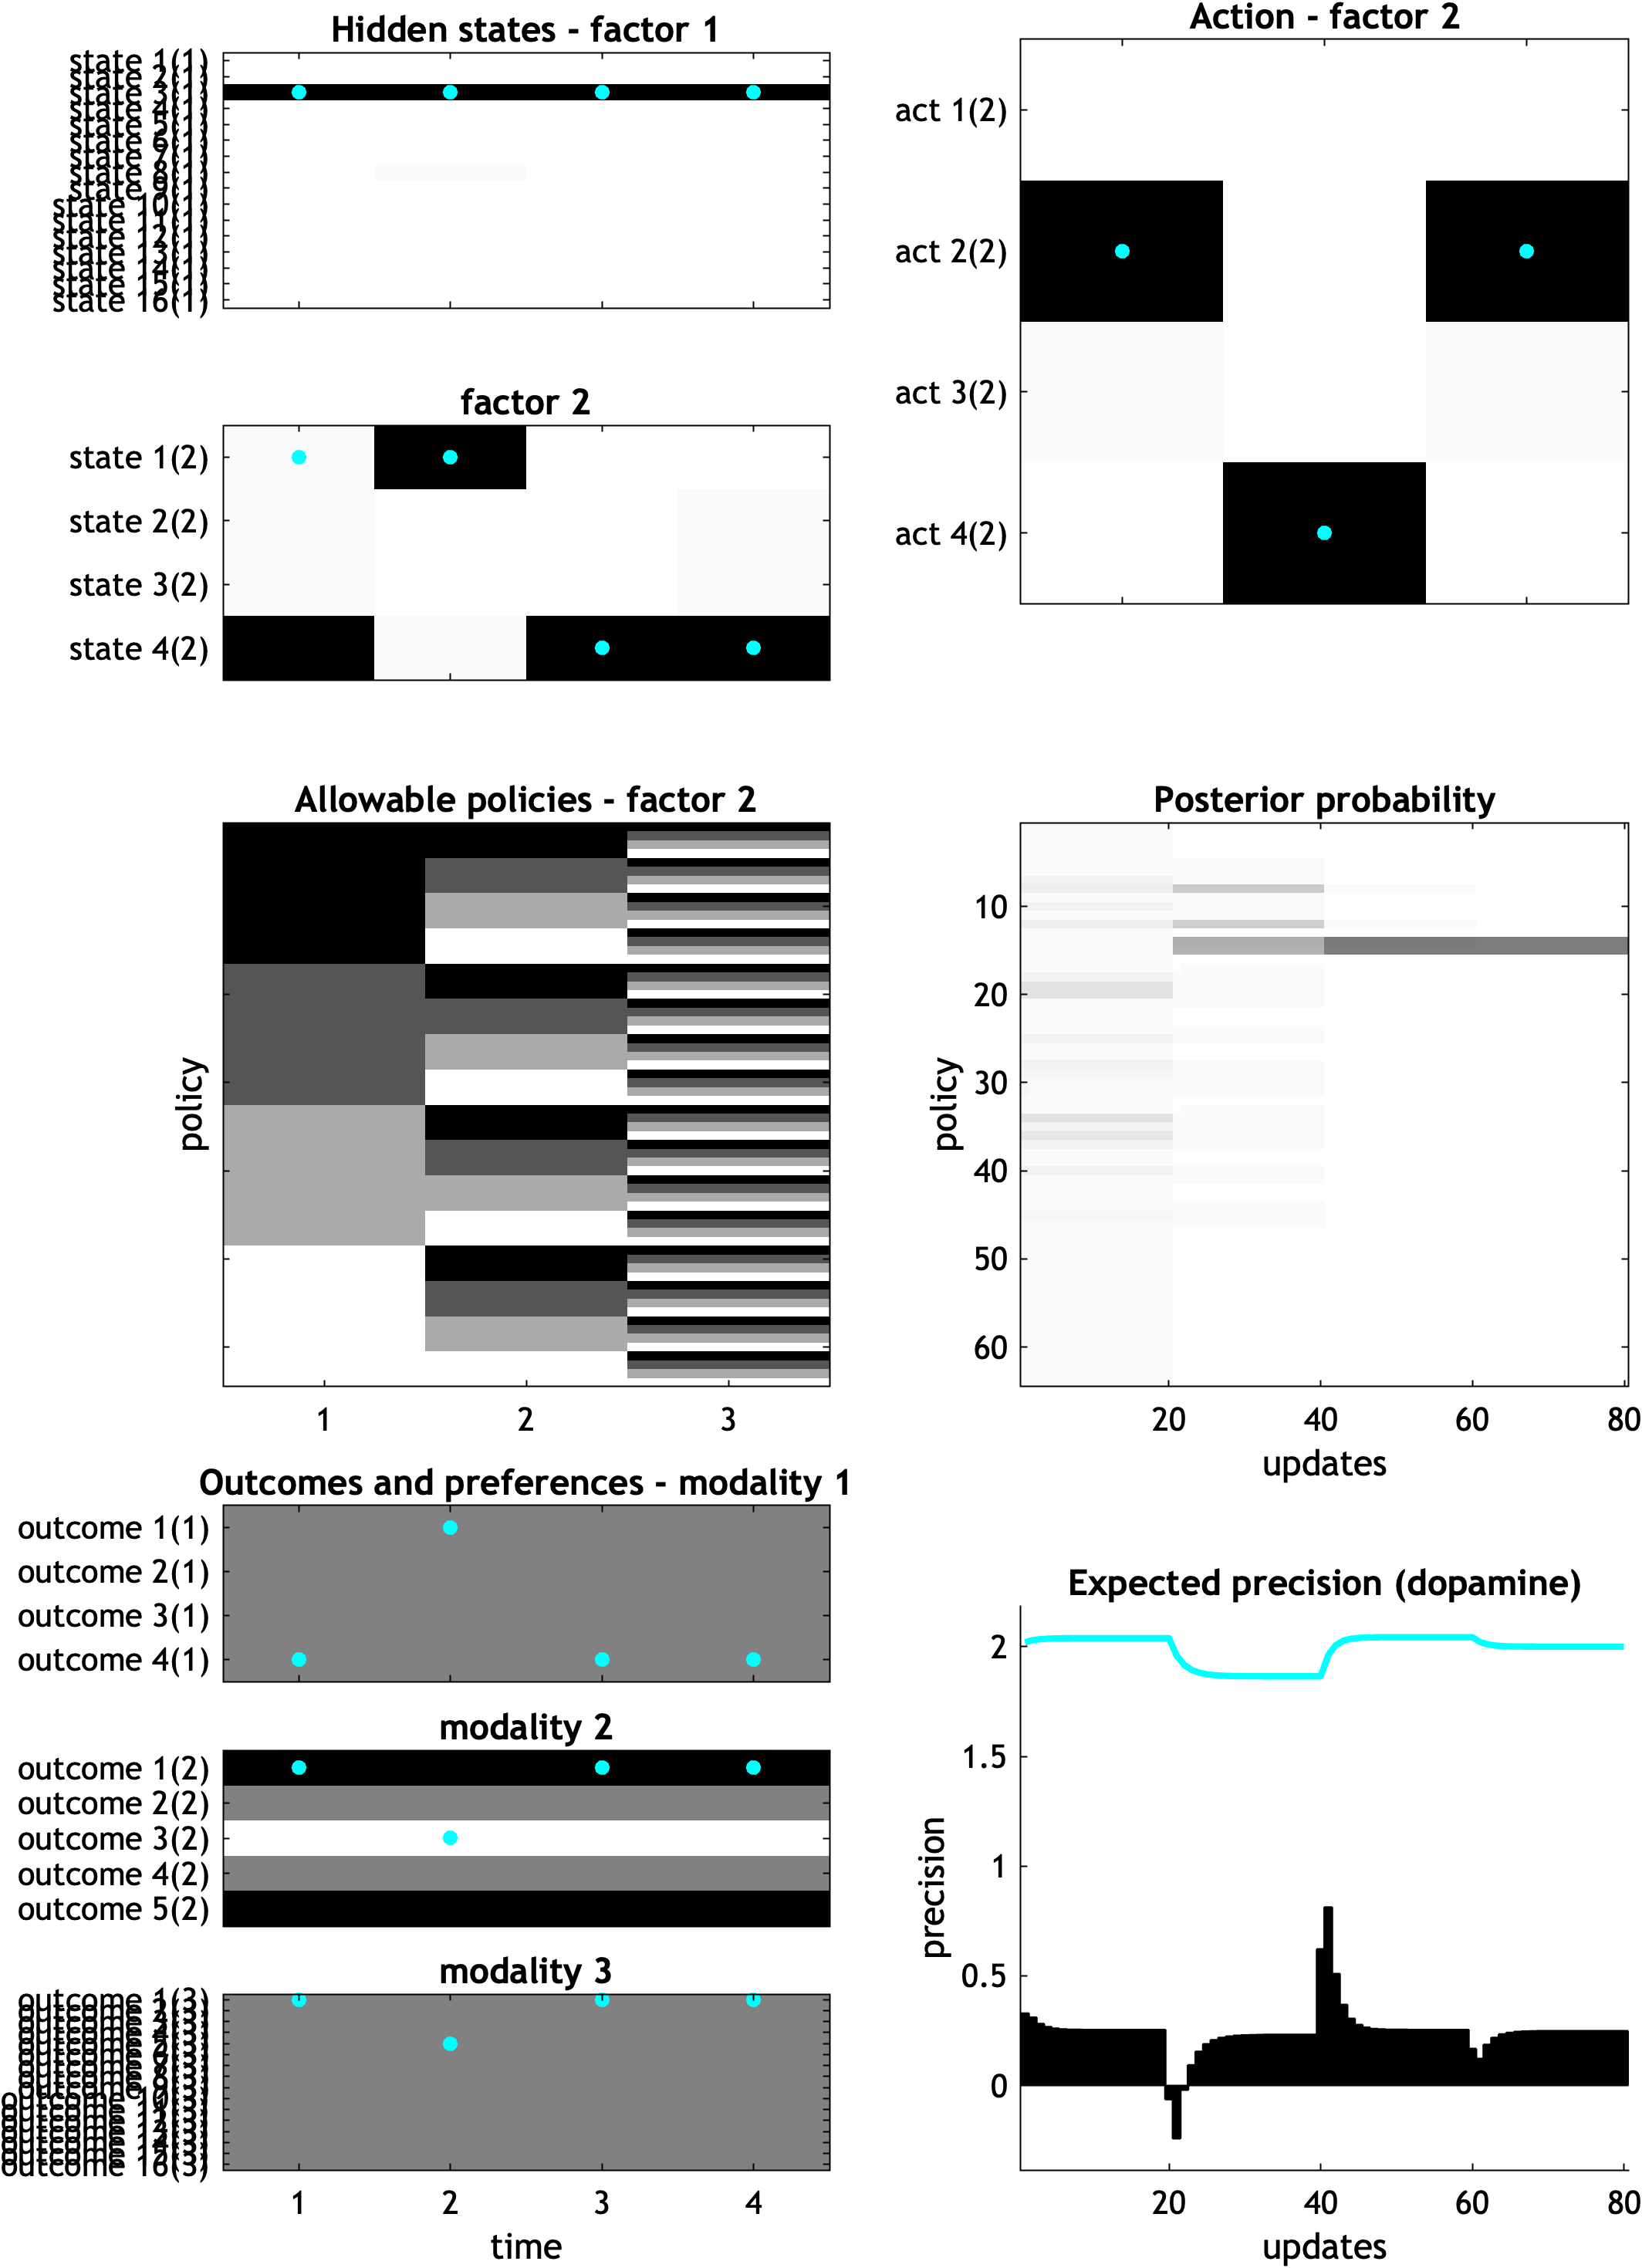 Hidden states - factor 1
state 1(1)
state 2(1)
state 3(1)
state 4(1)
state 5(1)
state 6(1)
state 7(1)
state 8(1)
state 9(1)
state 10(1)
state 11(1)
state 12(1)
state 13(1)
state 14(1)
state 15(1)
state 16(1)
Action - factor 2
act 1(2)
act 2(2)
act 3(2)
act 4(2)
factor 2
state 1(2)
state 2(2)
state 3(2)
state 4(2)
Allowable policies - factor 2
policy
1 2 3
Posterior probability
10
20
30
40
50
60
policy
20 40 60 80
updates
Outcomes and preferences - modality 1
outcome 1(1)
outcome 2(1)
outcome 3(1)
outcome 4(1)
modality 2
outcome 1(2)
outcome 2(2)
outcome 3(2)
outcome 4(2)
outcome 5(2)
modality 3
outcome 1(3)
outcome 16(3)
1 2 3 4
time
Expected precision (dopamine)
2
1.5
1
0.5
0
precision
20 40 60 80
updates